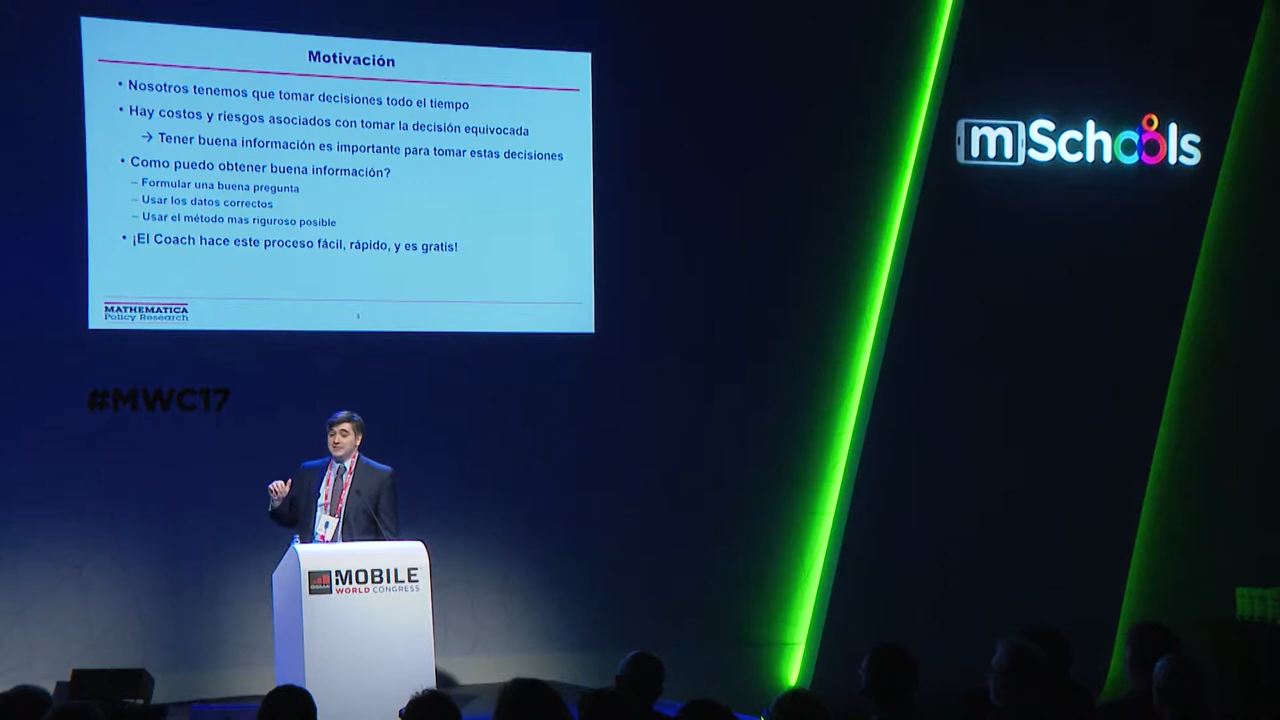 Motivación
• Nosotros tenemos que tomar decisiones todo el tiempo
• Hay costos y riesgos asociados con tomar la decisión equivocada
→ Tener buena información es importante para tomar estas decisiones
• Como puedo obtener buena información?
– Formular una buena pregunta
– Usar los datos correctos
– Usar el método mas riguroso posible
• ¡El Coach hace este proceso fácil, rápido, y es gratis!
MATHEMATICA
Policy Research
3
mSchools
#MWC17
GSMA
MOBILE
WORLD CONGRESS